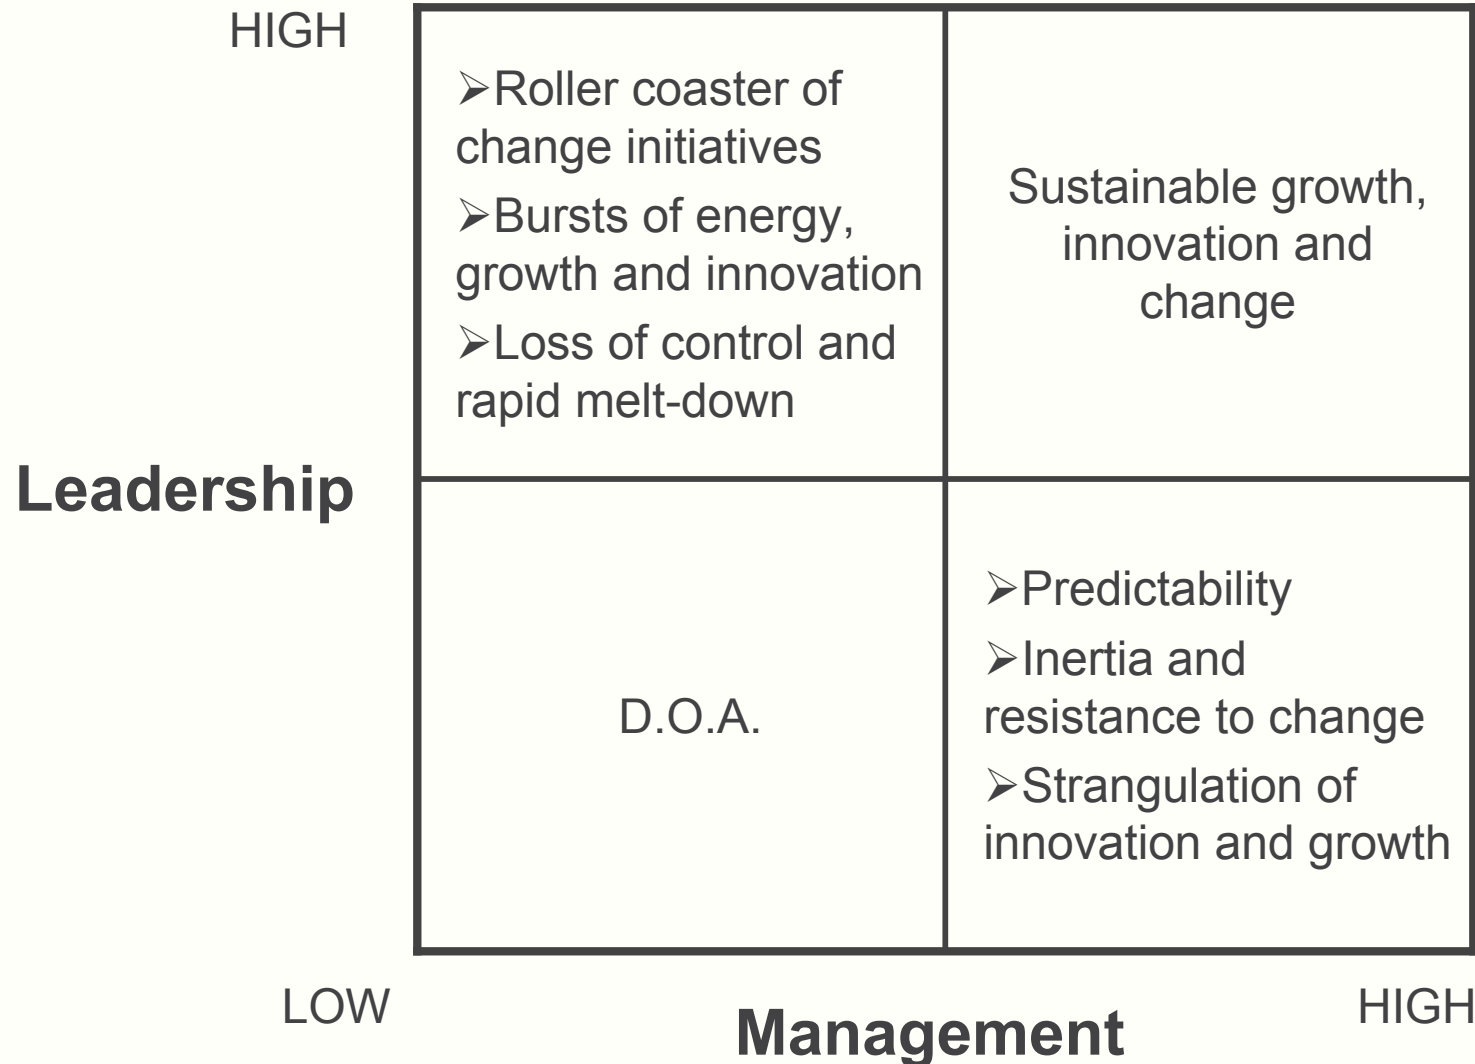 HIGH
➢Roller coaster of
change initiatives
➢Bursts of energy,
growth and innovation
➢Loss of control and
rapid melt-down
Sustainable growth,
innovation and
change
Leadership
D.O.A.
➢Predictability
➢Inertia and
resistance to change
➢Strangulation of
innovation and growth
LOW
Management
HIGH